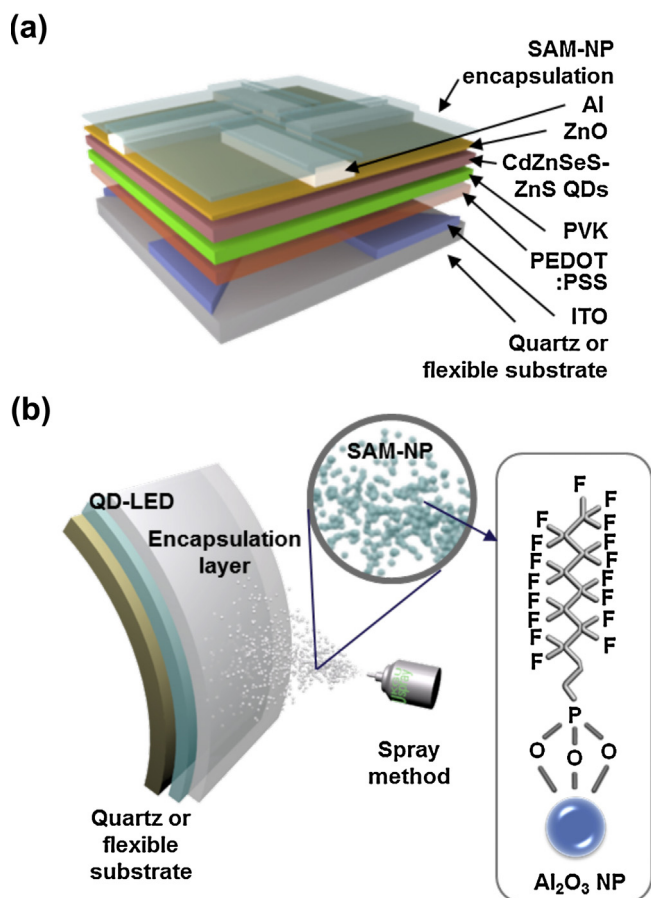 (a)
SAM-NP
encapsulation
Al
ZnO
CdZnSeS-
ZnS QDs
PVK
PEDOT
:PSS
ITO
Quartz or
flexible substrate
(b)
SAM-NP
QD-LED
Encapsulation
layer
Spray
method
Quartz or
flexible
substrate
F
F F
F F
F F
F F
F F
F F
F F
P
O O O
Al₂O₃ NP